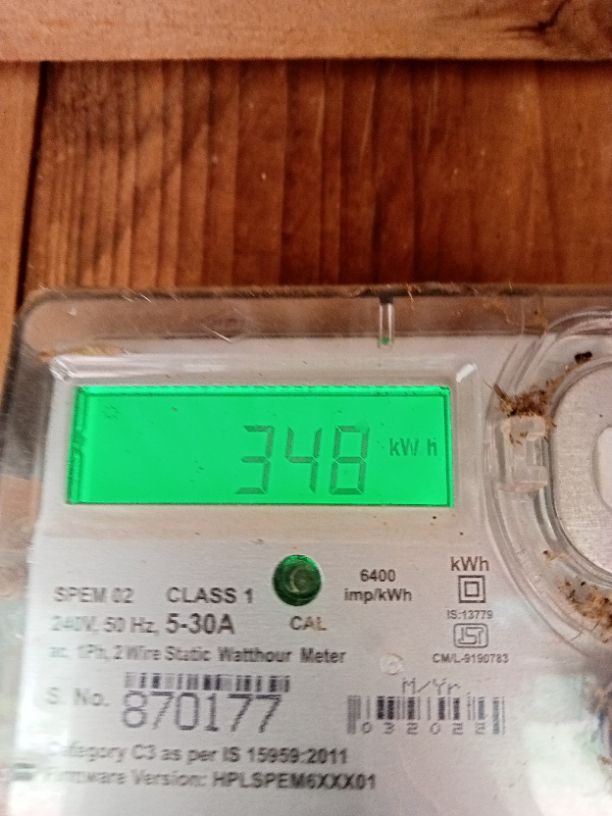 348 kWh
SPEM 02 CLASS 1
6400
imp/kWh
kWh
240V, 50 Hz, 5-30A
CAL
IS:13779
ISI
CM/L-9190783
ac, 1Ph, 2 Wire Static Watthour Meter
S. No. 870177
M/Yr.
Category C3 as per IS 15959:2011
Firmware Version: HPLSPEM6XXX01